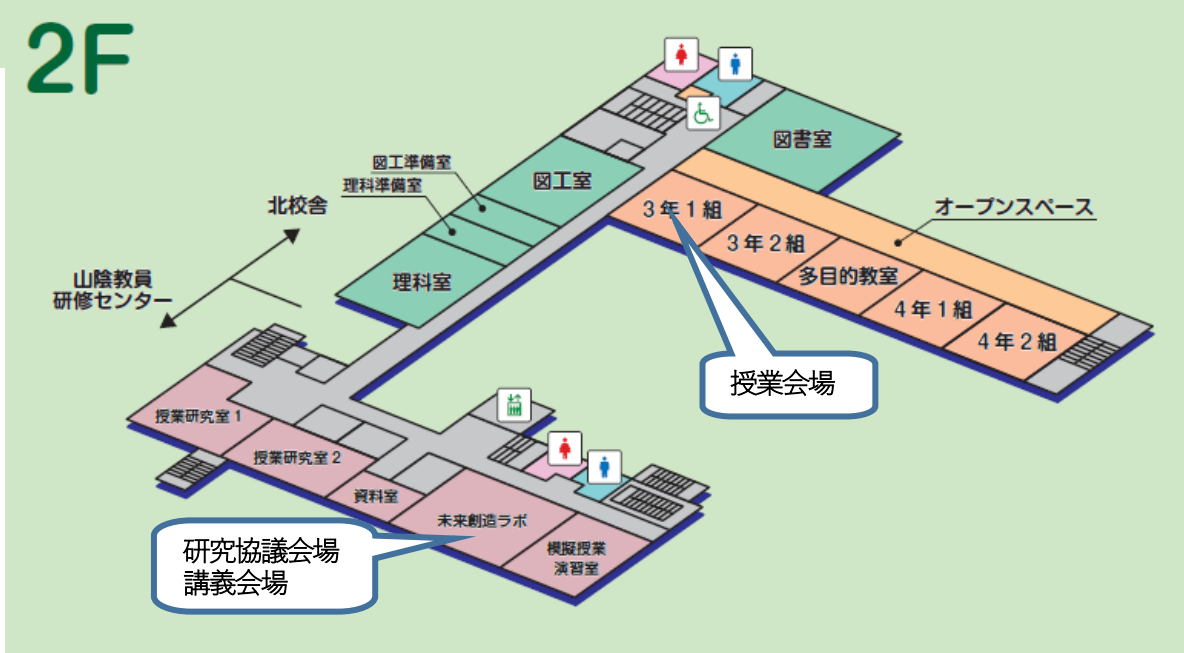 2F
図書室
図工準備室
図工室
理科準備室
北校舎
3年1組
オープンスペース
3年2組
山陰教員
研修センター
理科室
多目的教室
4年1組
4年2組
授業会場
授業研究室1
授業研究室2
資料室
未来創造ラボ
模擬授業
演習室
研究協議会場
講義会場